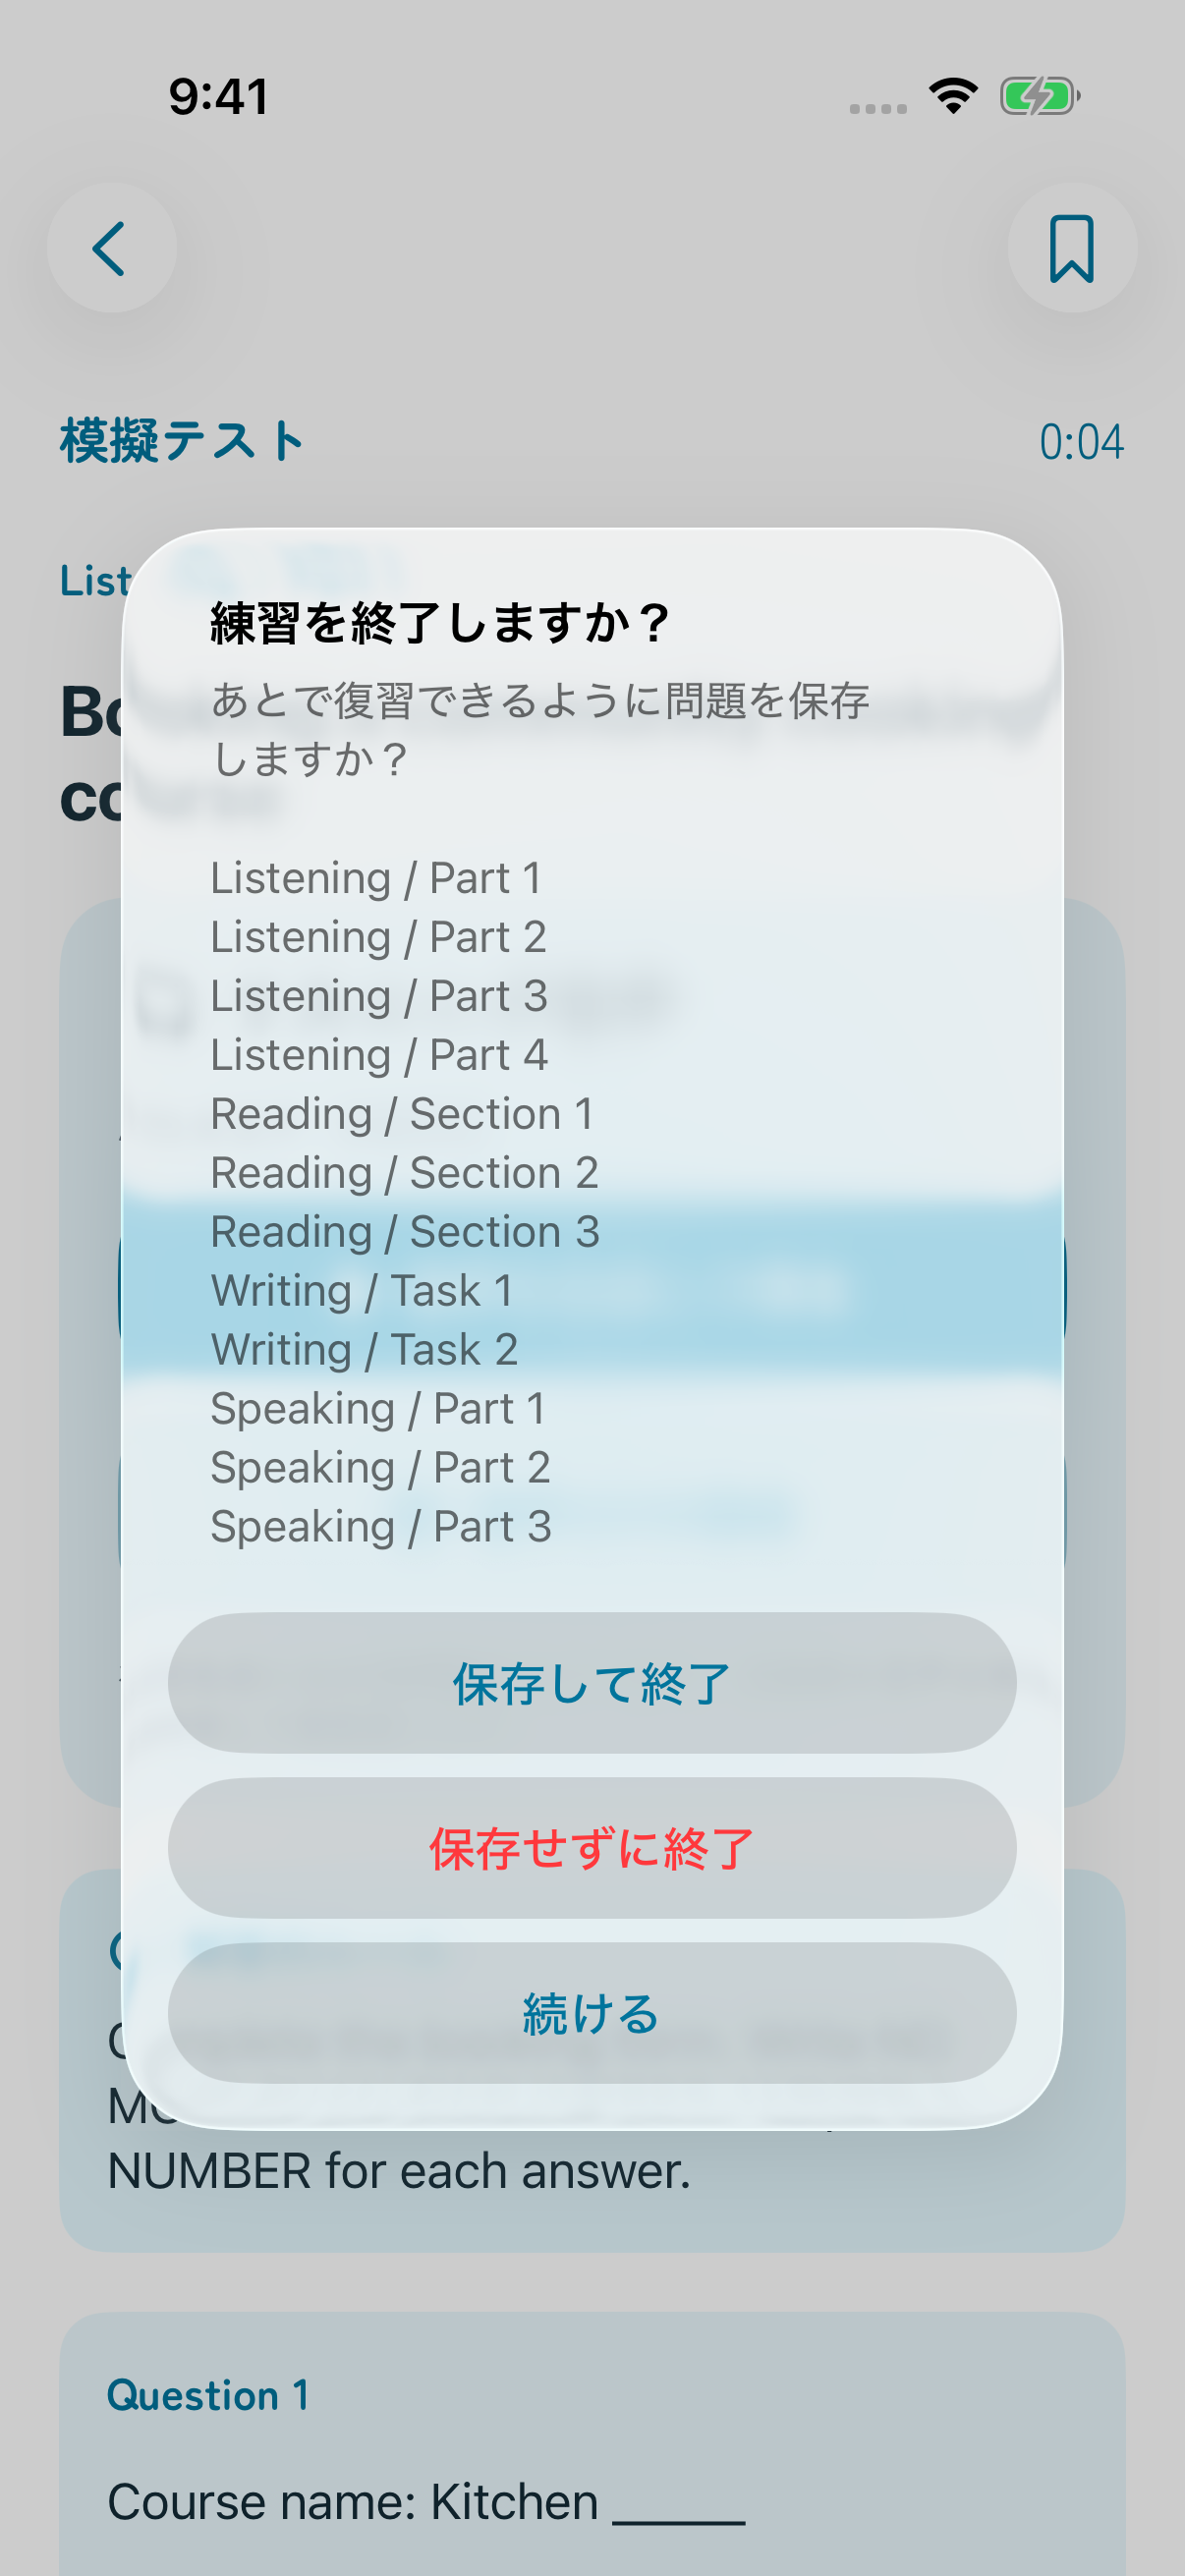 9:41
模擬テスト
0:04
List
練習を終了しますか？
あとで復習できるように問題を保存
しますか？
Listening / Part 1
Listening / Part 2
Listening / Part 3
Listening / Part 4
Reading / Section 1
Reading / Section 2
Reading / Section 3
Writing / Task 1
Writing / Task 2
Speaking / Part 1
Speaking / Part 2
Speaking / Part 3
保存して終了
保存せずに終了
続ける
NUMBER for each answer.
Question 1
Course name: Kitchen ______